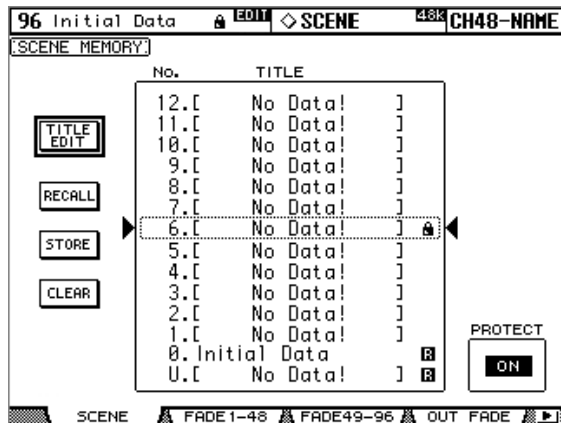 96 Initial Data EDIT ◇SCENE 48k CH48-NAME
SCENE MEMORY
No. TITLE
12.[ No Data! ]
11.[ No Data! ]
10.[ No Data! ]
9.[ No Data! ]
8.[ No Data! ]
7.[ No Data! ]
6.[ No Data! ]
5.[ No Data! ]
4.[ No Data! ]
3.[ No Data! ]
2.[ No Data! ]
1.[ No Data! ]
0.Initial Data R
U.[ No Data! ] R
TITLE
EDIT
RECALL
STORE
CLEAR
PROTECT
ON
SCENE FADE1-48 FADE49-96 OUT FADE